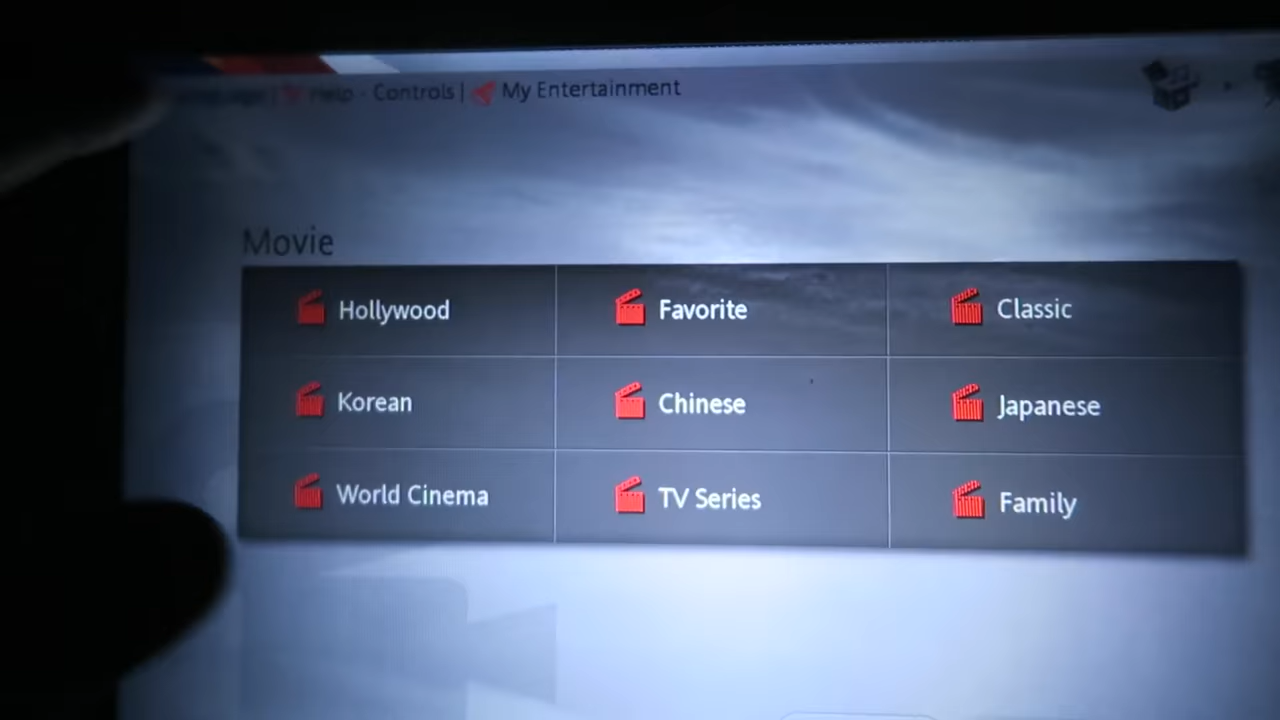 Help - Controls | My Entertainment
Movie
Hollywood Favorite Classic
Korean Chinese Japanese
World Cinema TV Series Family